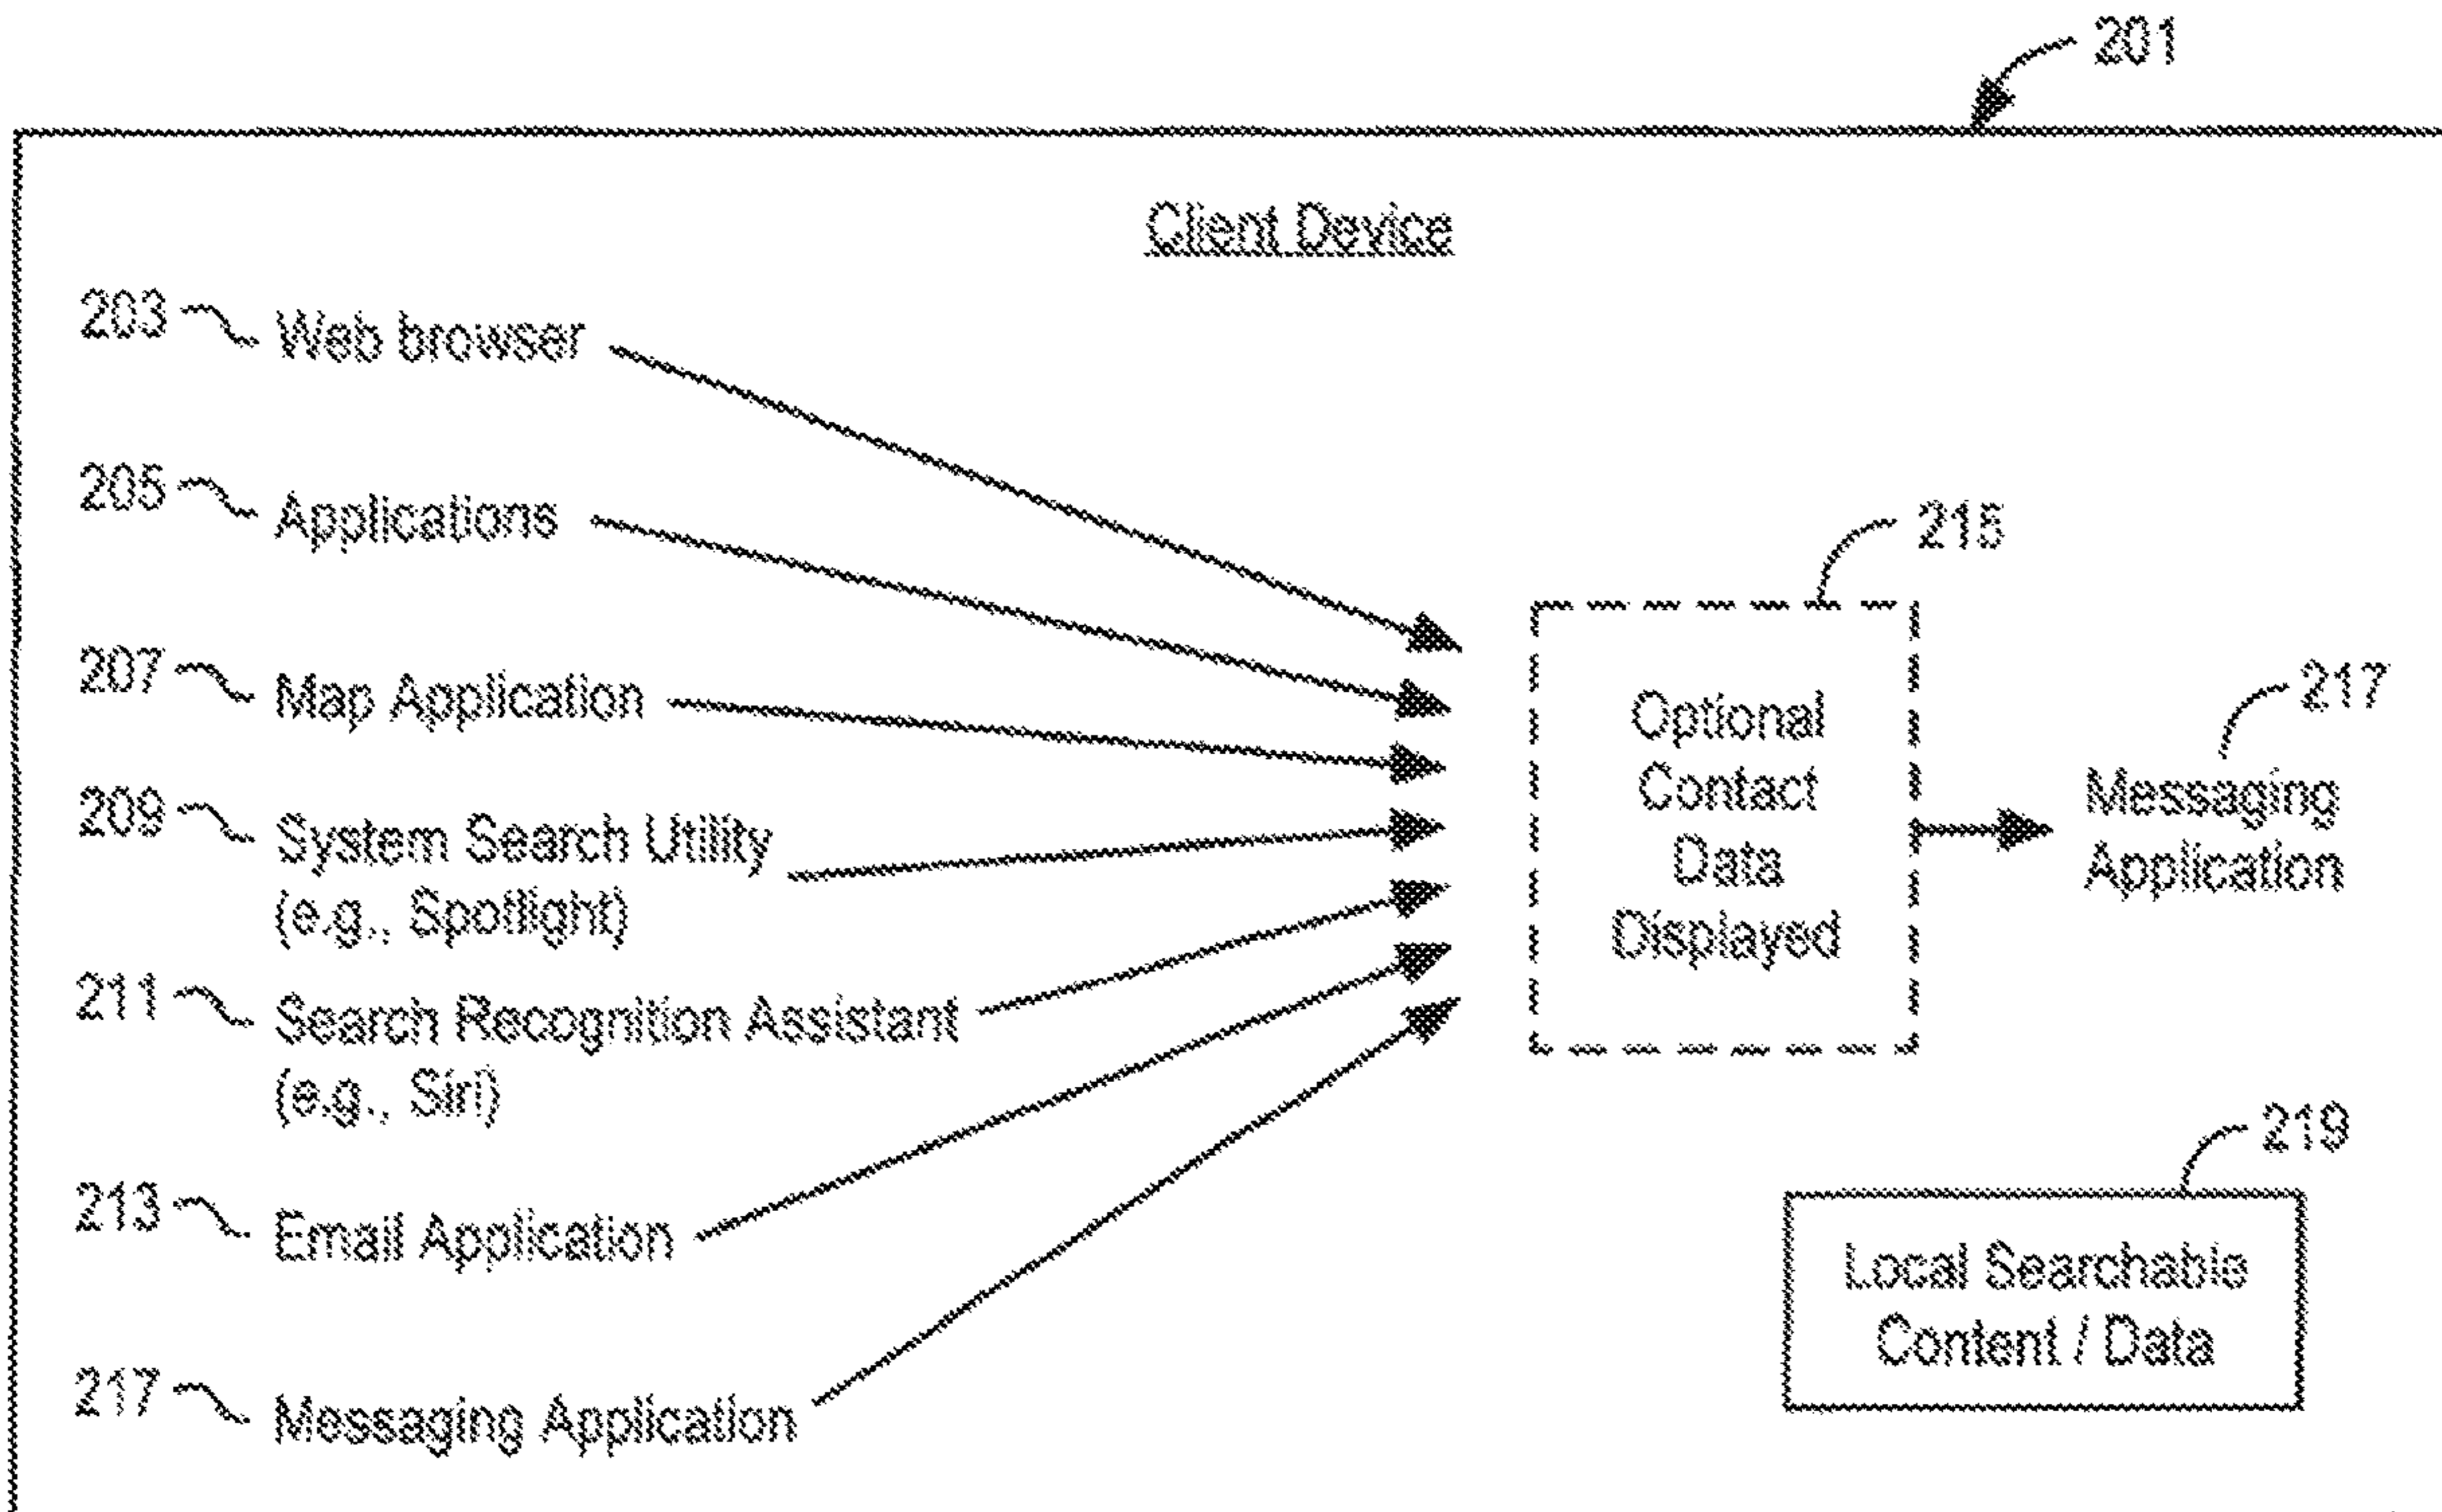 201
Client Device
203 Web browser
205 Applications
215
207 Map Application
217
Optional
Contact
Data
Displayed
Messaging
Application
209 System Search Utility
(e.g., Spotlight)
211 Search Recognition Assistant
(e.g., Siri)
219
213 Email Application
Local Searchable
Content / Data
217 Messaging Application